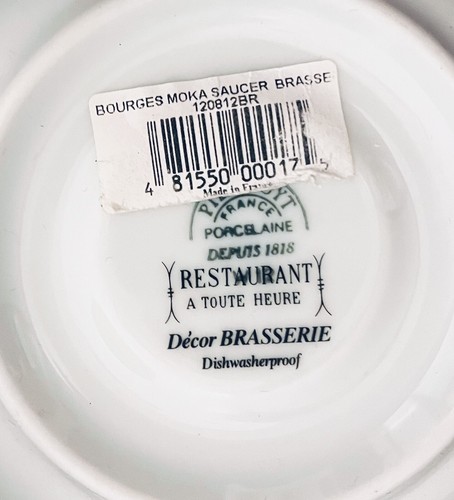 BOURGES MOKA SAUCER BRASSE
120812BR
4 81550 00017 5
Made in France
FRANCE
PORCELAINE
DEPUIS 1818
RESTAURANT
A TOUTE HEURE
Décor BRASSERIE
Dishwasherproof